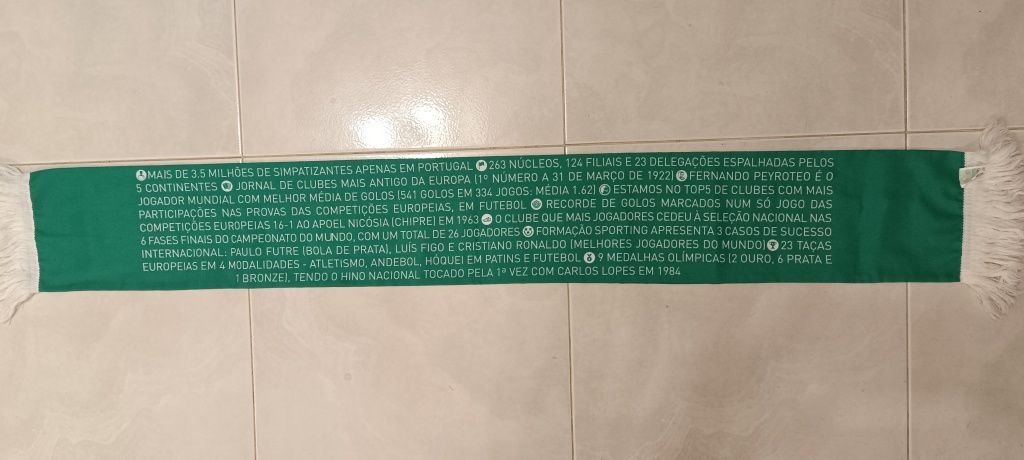 MAIS DE 3.5 MILHÕES DE SIMPATIZANTES APENAS EM PORTUGAL 263 NÚCLEOS, 124 FILIAIS E 23 DELEGAÇÕES ESPALHADAS PELOS
5 CONTINENTES JORNAL DE CLUBES MAIS ANTIGO DA EUROPA [1º NÚMERO A 31 DE MARÇO DE 1922] FERNANDO PEYROTEO É O
JOGADOR MUNDIAL COM MELHOR MÉDIA DE GOLOS (541 GOLOS EM 334 JOGOS: MÉDIA 1.62) ESTAMOS NO TOP5 DE CLUBES COM MAIS
PARTICIPAÇÕES NAS PROVAS DAS COMPETIÇÕES EUROPEIAS, EM FUTEBOL RECORDE DE GOLOS MARCADOS NUM SÓ JOGO DAS
COMPETIÇÕES EUROPEIAS 16-1 AO APOEL NICÓSIA (CHIPRE) EM 1963 O CLUBE QUE MAIS JOGADORES CEDEU À SELEÇÃO NACIONAL NAS
6 FASES FINAIS DO CAMPEONATO DO MUNDO, COM UM TOTAL DE 26 JOGADORES FORMAÇÃO SPORTING APRESENTA 3 CASOS DE SUCESSO
INTERNACIONAL: PAULO FUTRE (BOLA DE PRATA), LUÍS FIGO E CRISTIANO RONALDO (MELHORES JOGADORES DO MUNDO) 23 TAÇAS
EUROPEIAS EM 4 MODALIDADES - ATLETISMO, ANDEBOL, HÓQUEI EM PATINS E FUTEBOL 9 MEDALHAS OLÍMPICAS (2 OURO, 6 PRATA E
1 BRONZE), TENDO O HINO NACIONAL TOCADO PELA 1ª VEZ COM CARLOS LOPES EM 1984